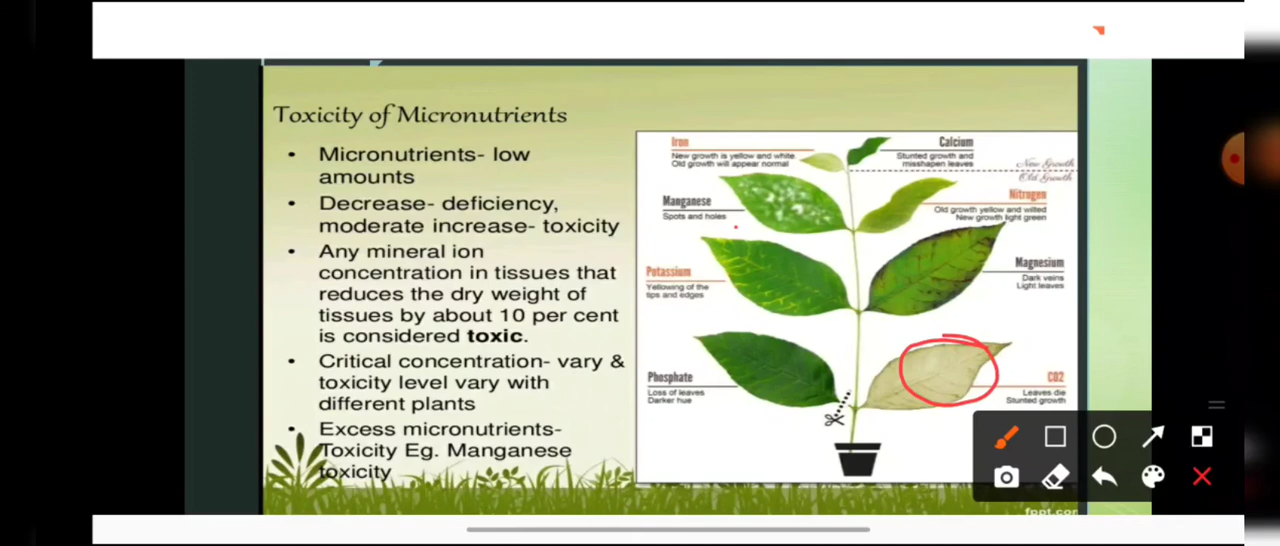 Toxicity of Micronutrients
• Micronutrients- low
amounts
• Decrease- deficiency,
moderate increase- toxicity
• Any mineral ion
concentration in tissues that
reduces the dry weight of
tissues by about 10 per cent
is considered toxic.
• Critical concentration- vary &
toxicity level vary with
different plants
• Excess micronutrients-
Toxicity Eg. Manganese
toxicity
Iron
New growth is yellow and white.
Old growth will appear normal
Calcium
Stunted growth and
misshapen leaves
New Growth
Old Growth
Manganese
Spots and holes
Nitrogen
Old growth yellow and wilted
New growth light green
Potassium
Yellowing of the
tips and edges
Magnesium
Dark veins
Light leaves
Phosphate
Loss of leaves
Darker hue
CO2
Leaves die
Stunted growth
fppt.com